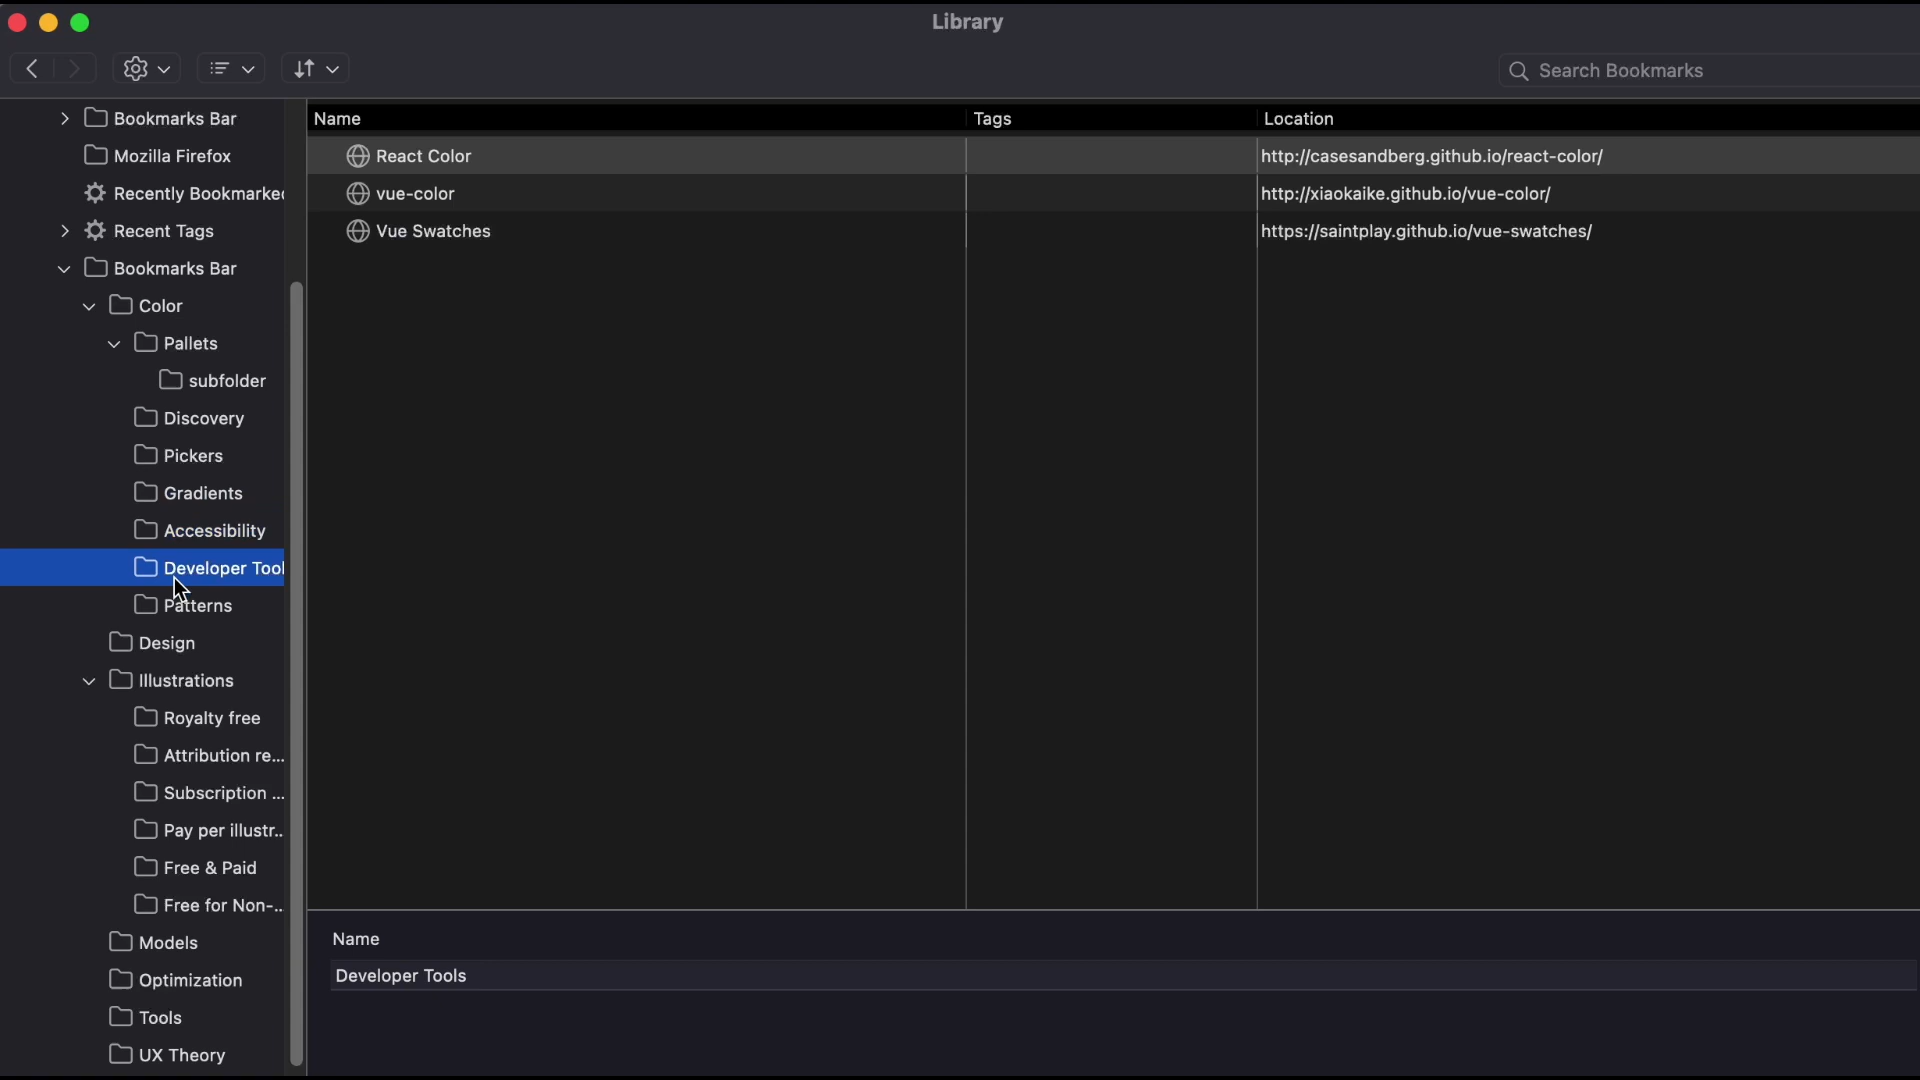 Library
Search Bookmarks
Bookmarks Bar
Mozilla Firefox
Recently Bookmarke
Recent Tags
Bookmarks Bar
Color
Pallets
subfolder
Discovery
Pickers
Gradients
Accessibility
Developer Tool
Patterns
Design
Illustrations
Royalty free
Attribution re...
Subscription ...
Pay per illustr...
Free & Paid
Free for Non-...
Models
Optimization
Tools
UX Theory
Name Tags Location
React Color http://casesandberg.github.io/react-color/
vue-color http://xiaokaike.github.io/vue-color/
Vue Swatches https://saintplay.github.io/vue-swatches/
Name
Developer Tools